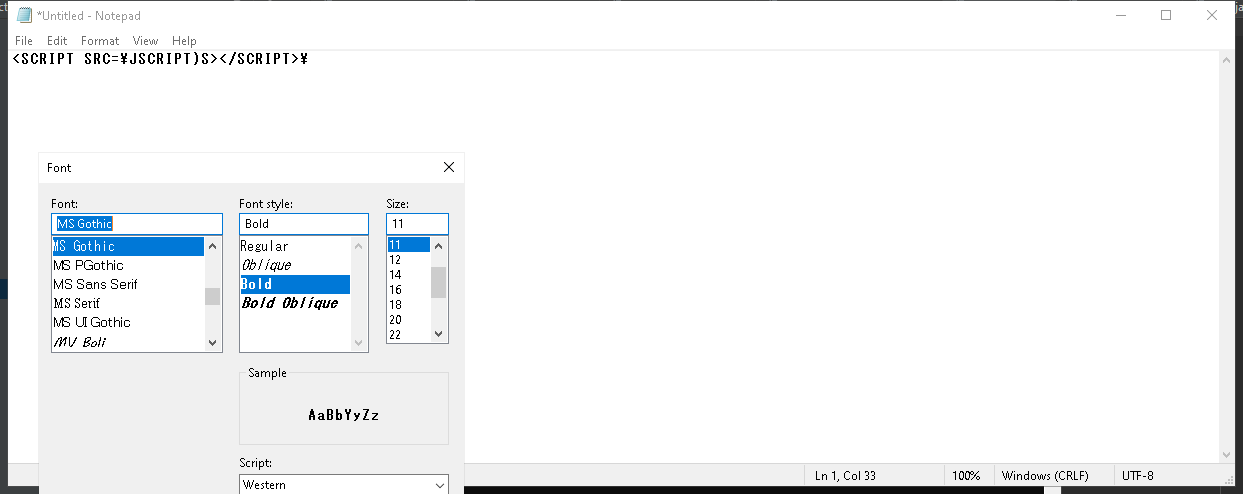 *Untitled - Notepad
File Edit Format View Help
<SCRIPT SRC=¥JSCRIPT)S></SCRIPT>¥
Font
Font: Font style: Size:
MS Gothic Bold 11
MS Gothic Regular 11
MS PGothic Oblique 12
MS Sans Serif Bold 14
MS Serif Bold Oblique 16
MS UI Gothic 18
MV Boli 20
22
Sample
AaBbYyZz
Script:
Western
Ln 1, Col 33 100% Windows (CRLF) UTF-8